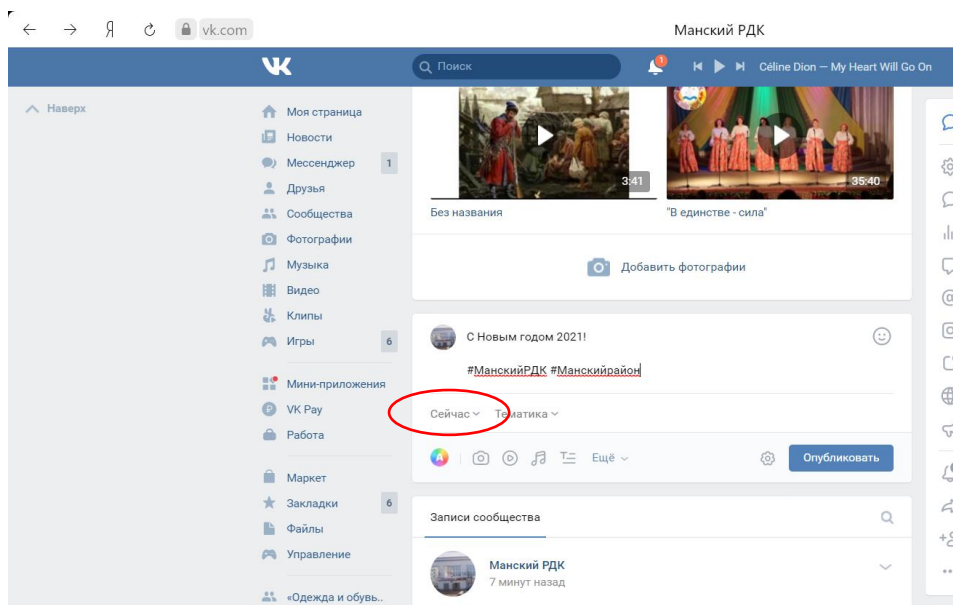 vk.com
Манский РДК
Поиск
1
Céline Dion – My Heart Will Go On
Наверх
Моя страница
Новости
Мессенджер 1
Друзья
Сообщества
Фотографии
Музыка
Видео
Клипы
Игры 6
Мини-приложения
VK Pay
Работа
Маркет
Закладки 6
Файлы
Управление
«Одежда и обувь..
3:41
35:40
Без названия
"В единстве - сила"
Добавить фотографии
С Новым годом 2021!
#МанскийРДК #Манскийрайон
Сейчас Тематика
Ещё
Опубликовать
Записи сообщества
Манский РДК
7 минут назад